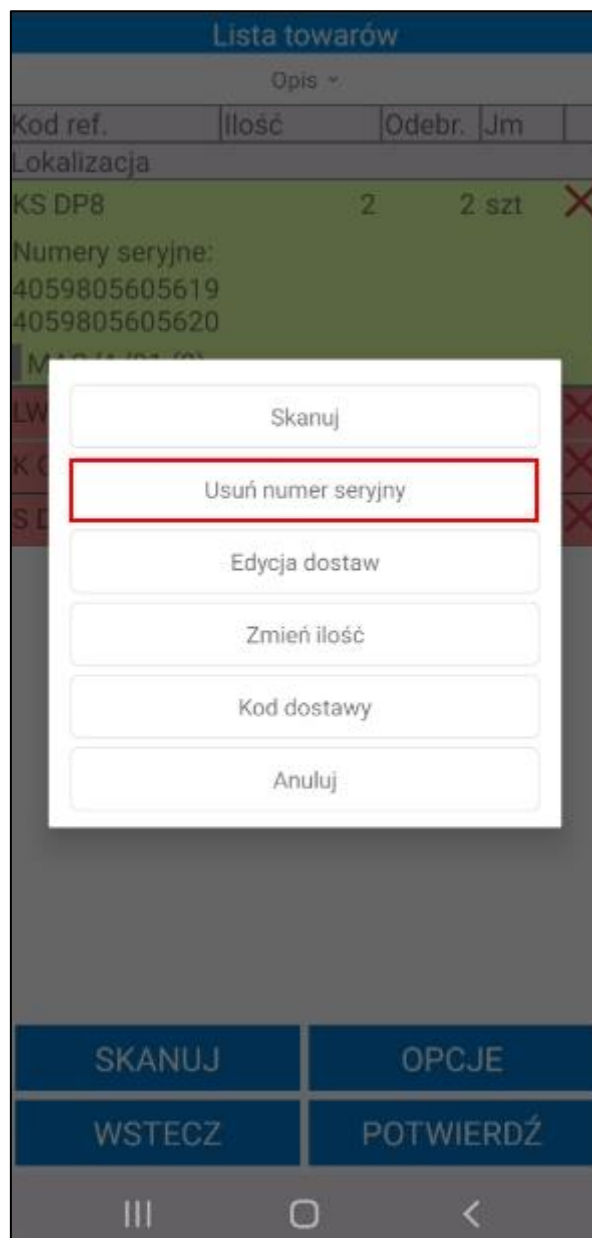 Lista towarów
Opis
Kod ref. Ilość Odebr. Jm
Lokalizacja
KS DP8 2 2 szt
Numery seryjne:
4059805605619
4059805605620
LW
Skanuj
Usuń numer seryjny
Edycja dostaw
Zmień ilość
Kod dostawy
Anuluj
SKANUJ OPCJE
WSTECZ POTWIERDŹ